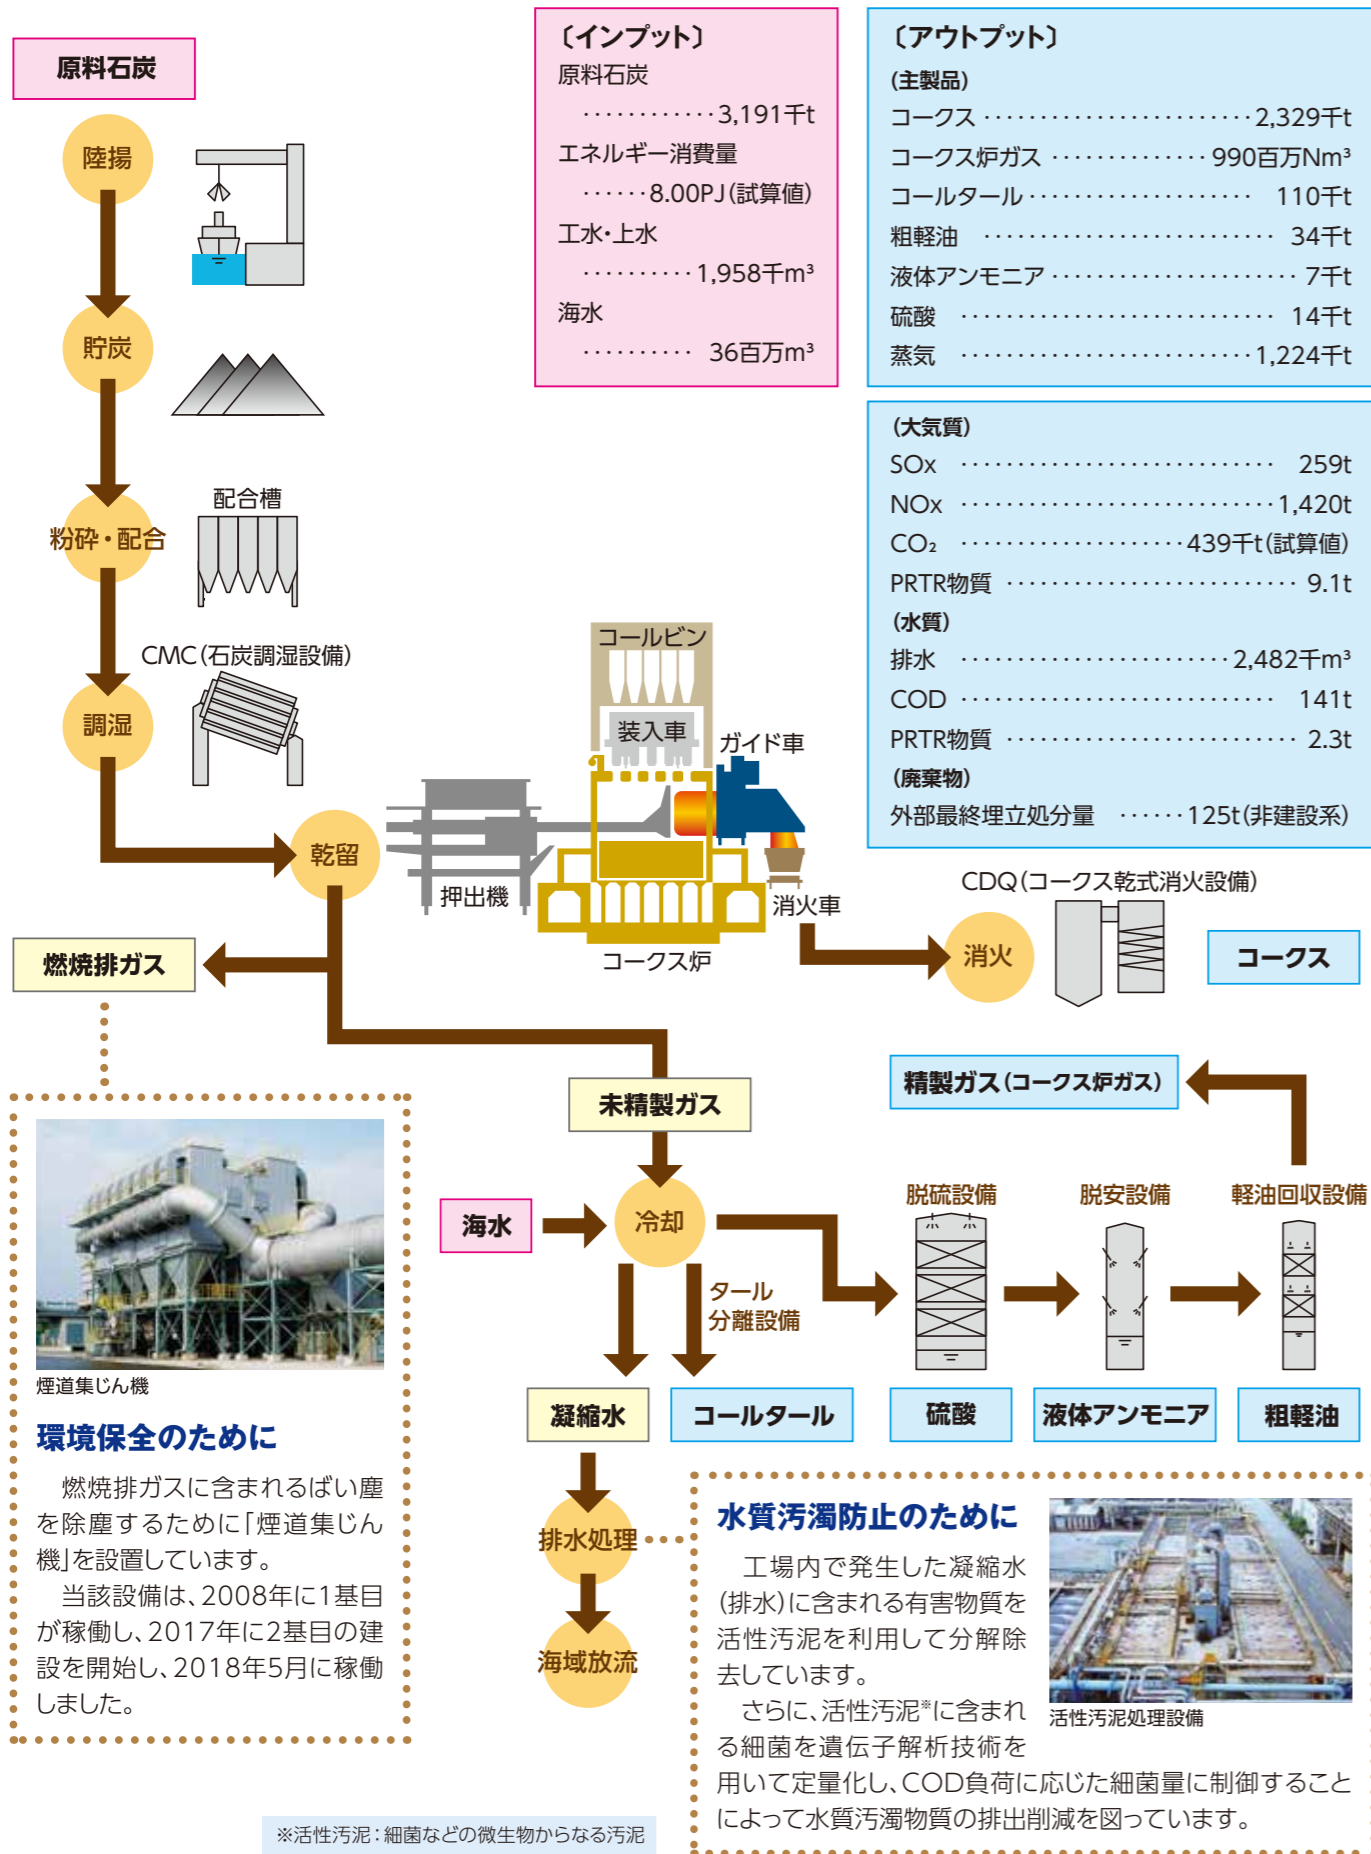 原料石炭
陸揚
貯炭
粉砕・配合
配合槽
CMC（石炭調湿設備）
調湿
乾留
〔インプット〕
原料石炭
············3,191千t
エネルギー消費量
······8.00PJ（試算値）
工水・上水
··········1,958千m³
海水
·········· 36百万m³
〔アウトプット〕
(主製品)
コークス ························2,329千t
コークス炉ガス ··············990百万Nm³
コールタール ···················· 110千t
粗軽油 ·························· 34千t
液体アンモニア ······················ 7千t
硫酸 ···························· 14千t
蒸気 ····························1,224千t
(大気質)
SOx ···························· 259t
NOx ····························1,420t
CO₂ ····················439千t（試算値）
PRTR物質 ·························· 9.1t
(水質)
排水 ························2,482千m³
COD ···························· 141t
PRTR物質 ·························· 2.3t
(廃棄物)
外部最終埋立処分量 ······125t（非建設系）
コールビン
装入車
ガイド車
押出機
消火車
コークス炉
CDQ（コークス乾式消火設備）
消火
コークス
燃焼排ガス
未精製ガス
精製ガス（コークス炉ガス）
海水
冷却
タール
分離設備
脱硫設備
脱安設備
軽油回収設備
凝縮水
コールタール
硫酸
液体アンモニア
粗軽油
排水処理
海域放流
煙道集じん機
環境保全のために
燃焼排ガスに含まれるばい塵
を除塵するために「煙道集じん
機」を設置しています。
当該設備は、2008年に1基目
が稼働し、2017年に2基目の建
設を開始し、2018年5月に稼働
しました。
水質汚濁防止のために
工場内で発生した凝縮水
（排水）に含まれる有害物質を
活性汚泥を利用して分解除
去しています。
さらに、活性汚泥※に含まれ
る細菌を遺伝子解析技術を
用いて定量化し、COD負荷に応じた細菌量に制御すること
によって水質汚濁物質の排出削減を図っています。
活性汚泥処理設備
※活性汚泥：細菌などの微生物からなる汚泥